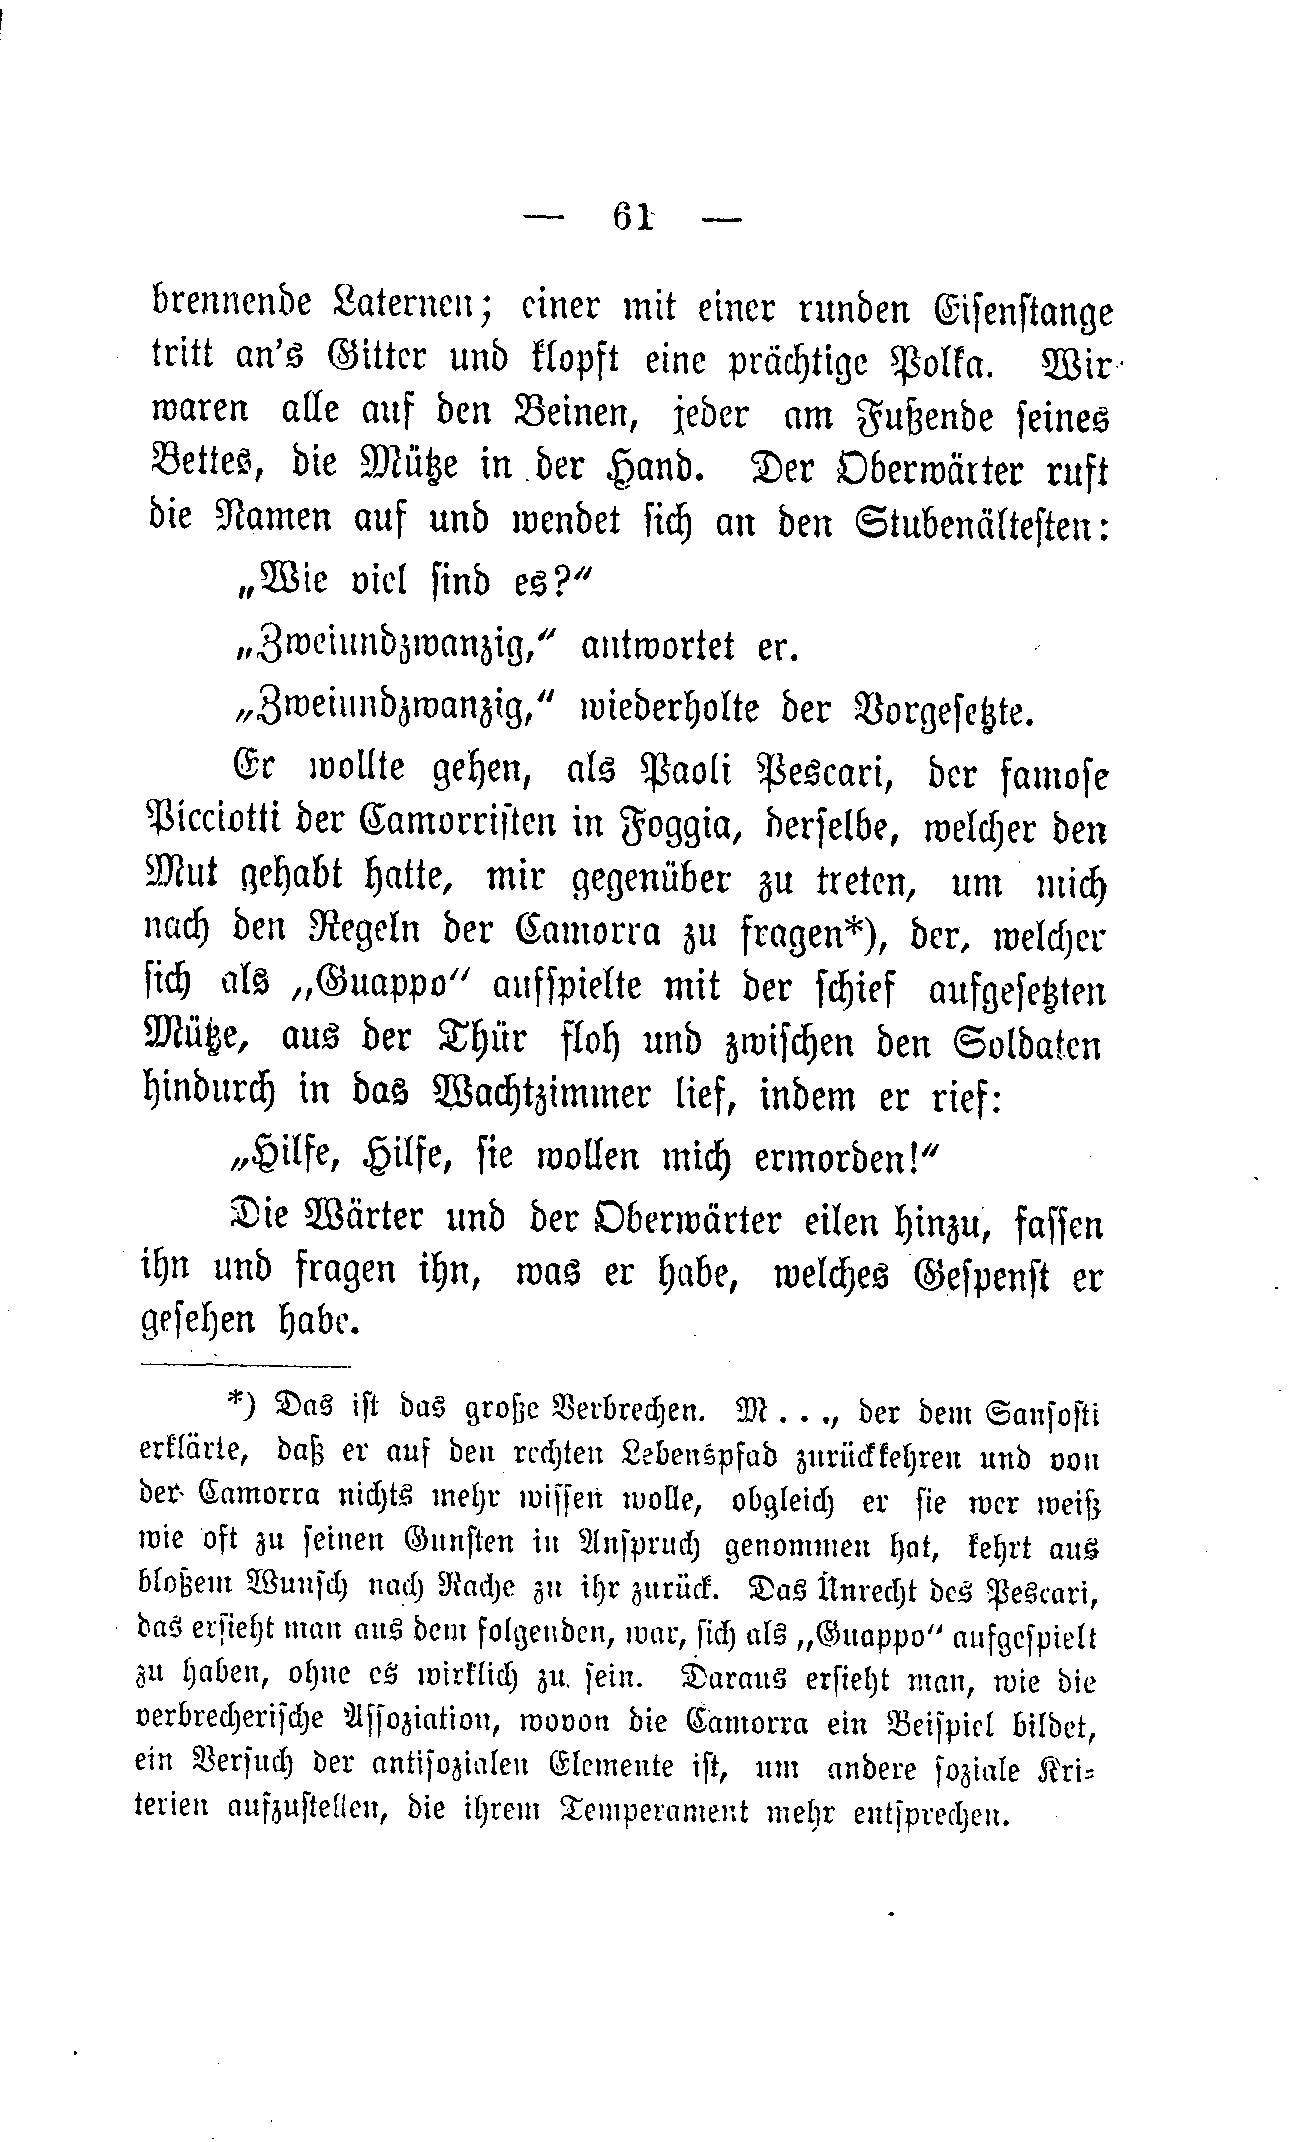 — 61 —
brennende Laternen; einer mit einer runden Eisenstange
tritt an's Gitter und klopft eine prächtige Polka. Wir
waren alle auf den Beinen, jeder am Fußende seines
Bettes, die Mütze in der Hand. Der Oberwärter ruft
die Namen auf und wendet sich an den Stubenältesten:
„Wie viel sind es?“
„Zweiundzwanzig,“ antwortet er.
„Zweiundzwanzig,“ wiederholte der Vorgesetzte.
Er wollte gehen, als Paoli Pescari, der famose
Picciotti der Camorristen in Foggia, derselbe, welcher den
Mut gehabt hatte, mir gegenüber zu treten, um mich
nach den Regeln der Camorra zu fragen*), der, welcher
sich als „Guappo“ aufspielte mit der schief aufgesetzten
Mütze, aus der Thür floh und zwischen den Soldaten
hindurch in das Wachtzimmer lief, indem er rief:
„Hilfe, Hilfe, sie wollen mich ermorden!“
Die Wärter und der Oberwärter eilen hinzu, fassen
ihn und fragen ihn, was er habe, welches Gespenst er
gesehen habe.
*) Das ist das große Verbrechen. M . . ., der dem Sansosti
erklärte, daß er auf den rechten Lebenspfad zurückkehren und von
der Camorra nichts mehr wissen wolle, obgleich er sie wer weiß
wie oft zu seinen Gunsten in Anspruch genommen hat, kehrt aus
bloßem Wunsch nach Rache zu ihr zurück. Das Unrecht des Pescari,
das ersieht man aus dem folgenden, war, sich als „Guappo“ aufgespielt
zu haben, ohne es wirklich zu sein. Daraus ersieht man, wie die
verbrecherische Assoziation, wovon die Camorra ein Beispiel bildet,
ein Versuch der antisozialen Elemente ist, um andere soziale Kri-
terien aufzustellen, die ihrem Temperament mehr entsprechen.